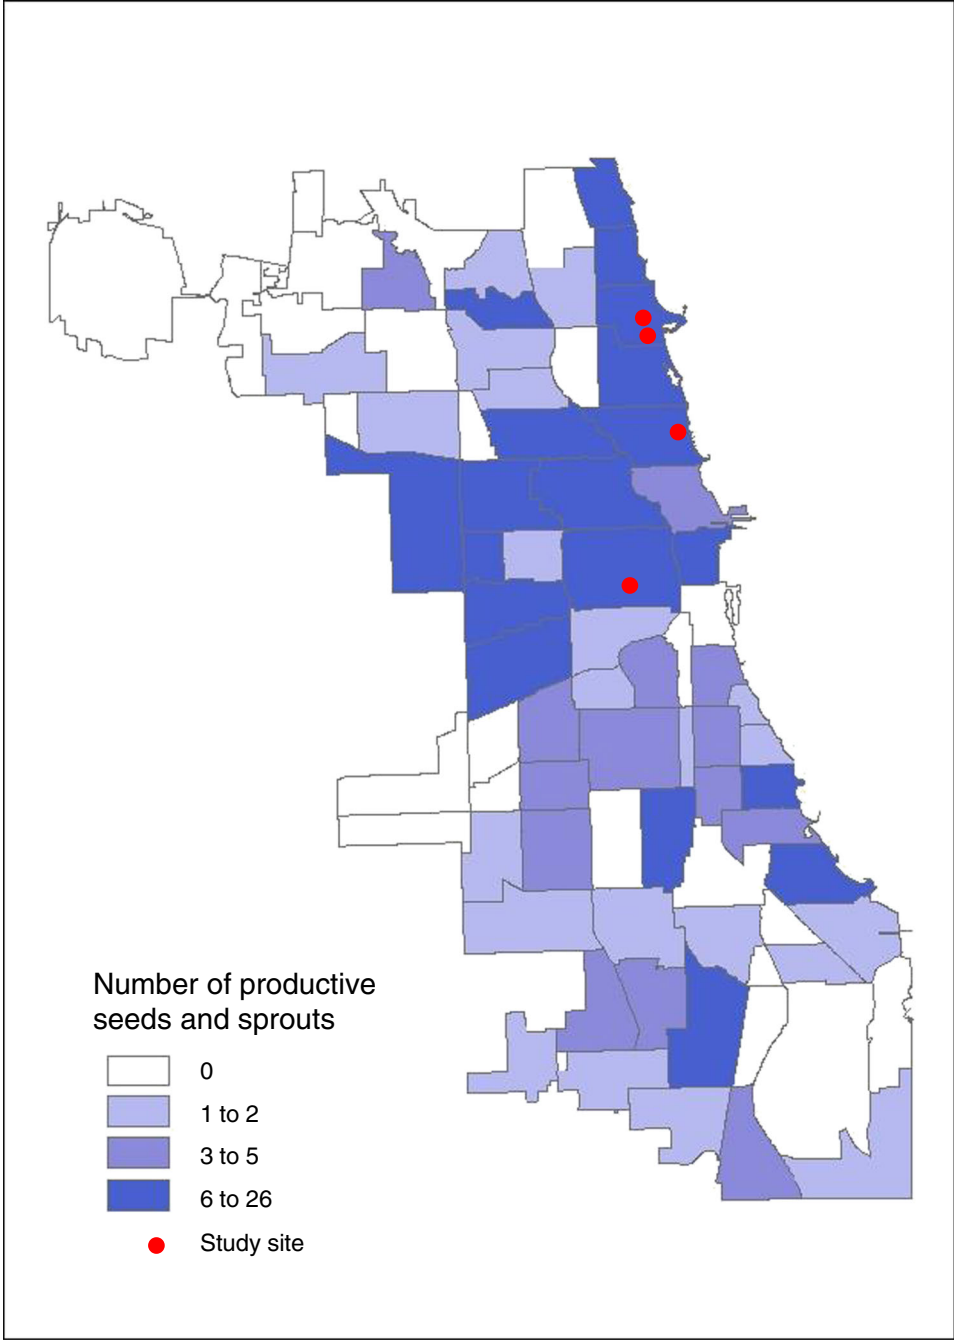 Number of productive
seeds and sprouts
0
1 to 2
3 to 5
6 to 26
Study site